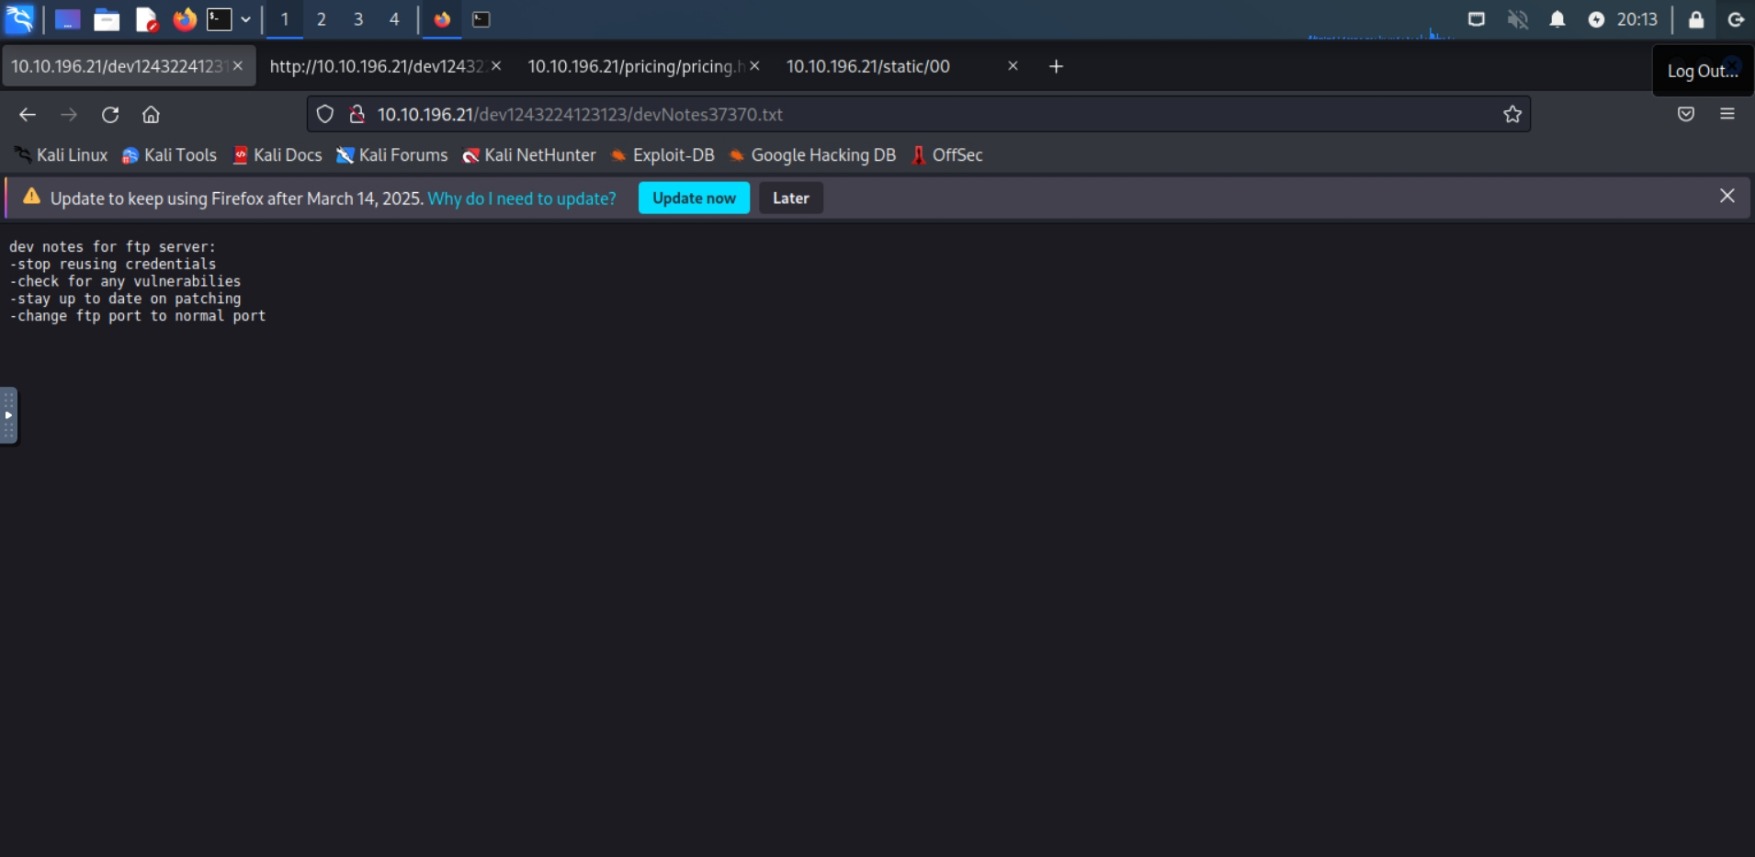 1 2 3 4 20:13
10.10.196.21/dev1243224123 http://10.10.196.21/dev12432 10.10.196.21/pricing/pricing.h 10.10.196.21/static/00 Log Out...
10.10.196.21/dev1243224123123/devNotes37370.txt
Kali Linux Kali Tools Kali Docs Kali Forums Kali NetHunter Exploit-DB Google Hacking DB OffSec
Update to keep using Firefox after March 14, 2025. Why do I need to update? Update now Later
dev notes for ftp server:
-stop reusing credentials
-check for any vulnerabilies
-stay up to date on patching
-change ftp port to normal port